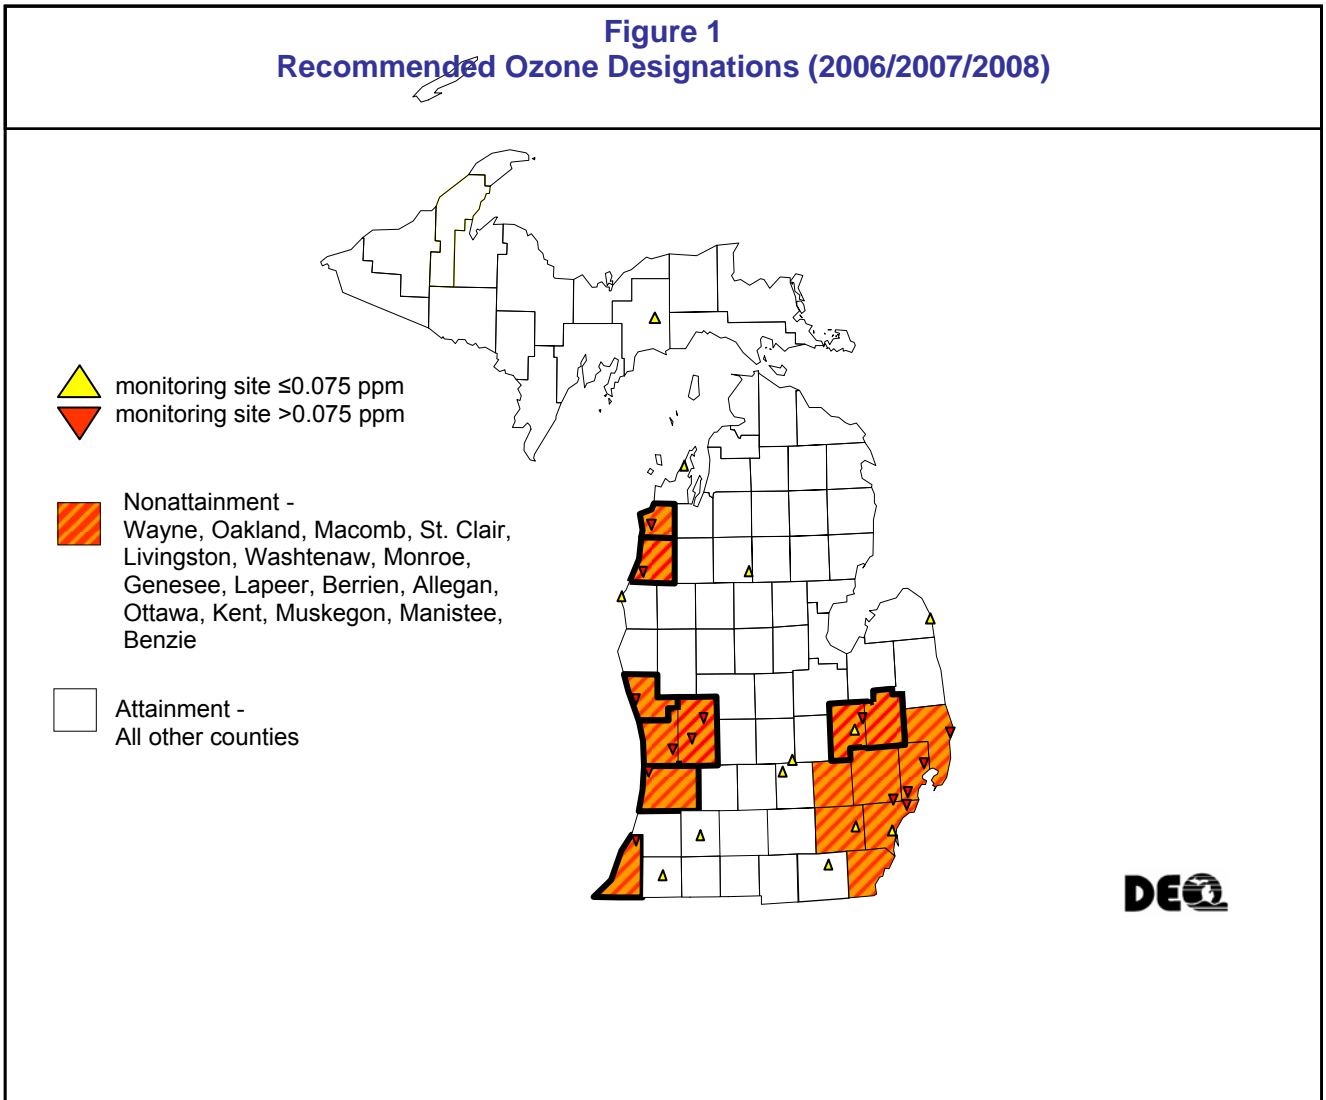 Figure 1
Recommended Ozone Designations (2006/2007/2008)
monitoring site ≤0.075 ppm
monitoring site >0.075 ppm
Nonattainment -
Wayne, Oakland, Macomb, St. Clair,
Livingston, Washtenaw, Monroe,
Genesee, Lapeer, Berrien, Allegan,
Ottawa, Kent, Muskegon, Manistee,
Benzie
Attainment -
All other counties
DEQ